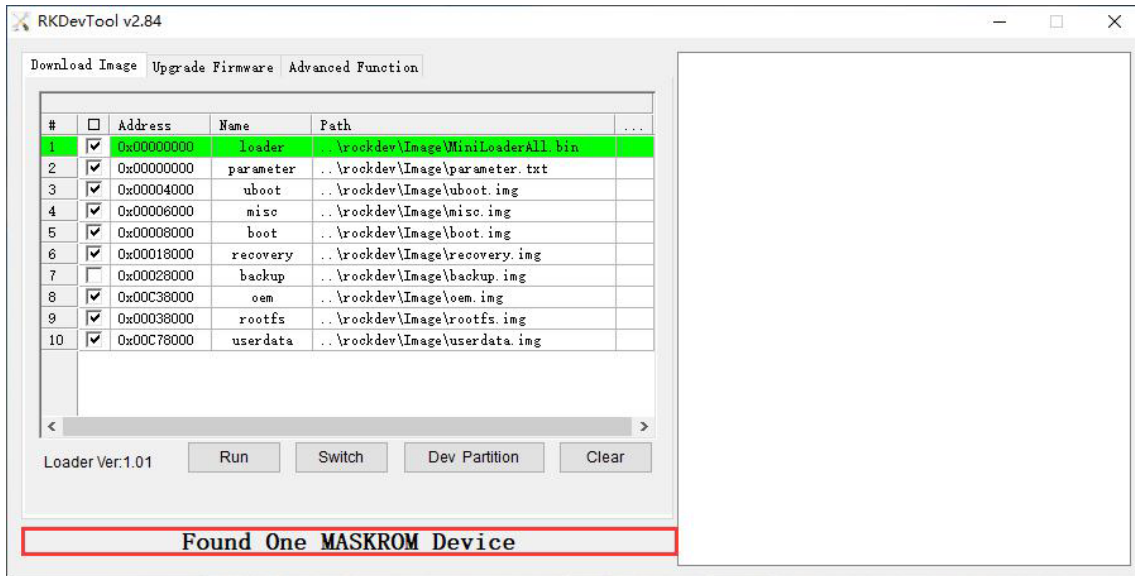 RKDevTool v2.84
Download Image Upgrade Firmware Advanced Function
# Address Name Path ...
1 0x00000000 loader ..\rockdev\Image\MiniLoaderAll.bin
2 0x00000000 parameter ..\rockdev\Image\parameter.txt
3 0x00004000 uboot ..\rockdev\Image\uboot.img
4 0x00006000 misc ..\rockdev\Image\misc.img
5 0x00008000 boot ..\rockdev\Image\boot.img
6 0x00018000 recovery ..\rockdev\Image\recovery.img
7 0x00028000 backup ..\rockdev\Image\backup.img
8 0x00C38000 oem ..\rockdev\Image\oem.img
9 0x00038000 rootfs ..\rockdev\Image\rootfs.img
10 0x00C78000 userdata ..\rockdev\Image\userdata.img
Loader Ver:1.01 Run Switch Dev Partition Clear
Found One MASKROM Device